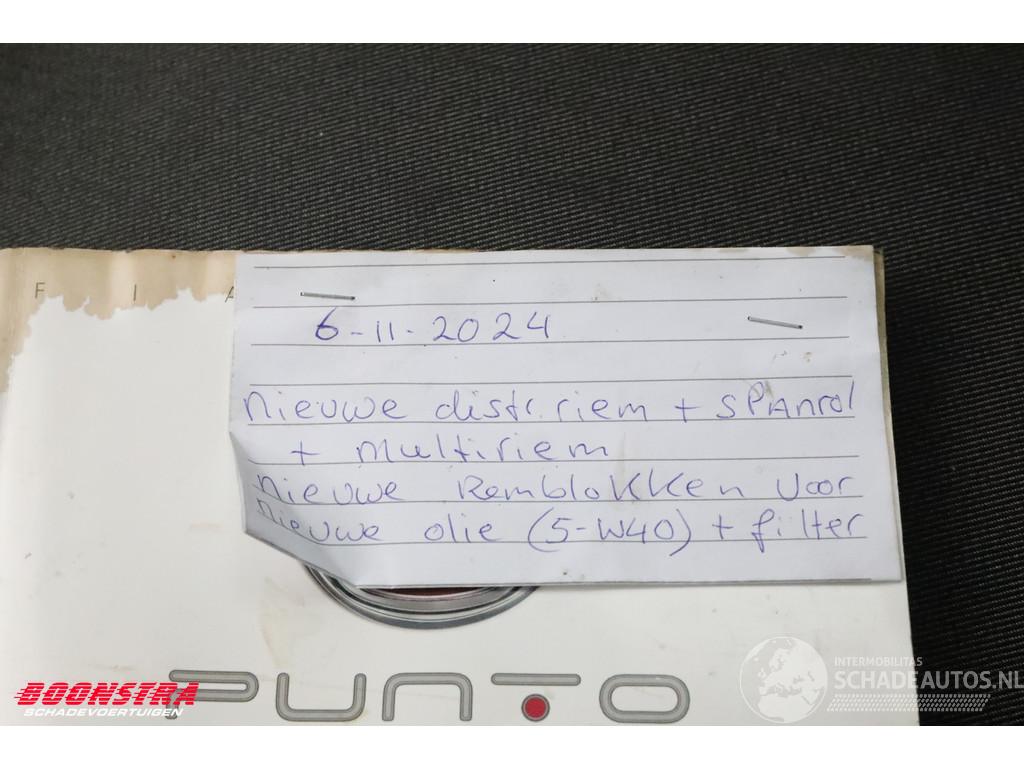 F I A
6-11-2024
nieuwe distr. riem + SPAnrol
+ multiriem
nieuwe Remblokken voor
nieuwe olie (5-W40) + filter
PUNTO
BOONSTRA
SCHADEVOERTUIGEN
INTERMOBILITAS
SCHADEAUTOS.NL